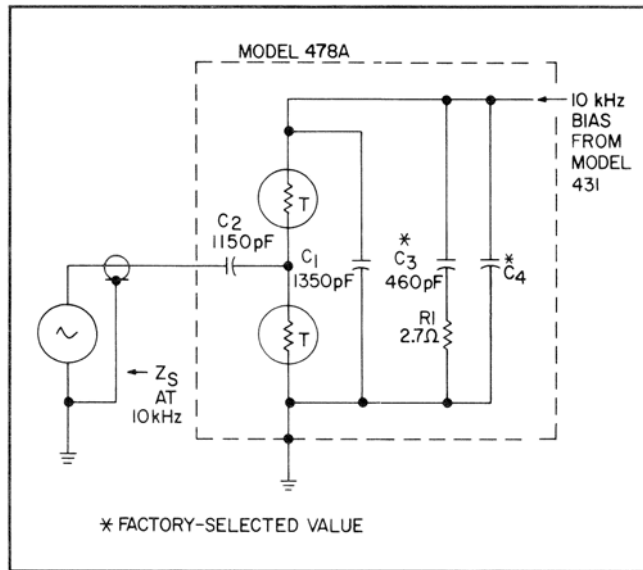 MODEL 478A
10 kHz
BIAS
FROM
MODEL
431
T
C2
1150pF
C1
1350pF
*
C3
460pF
*
C4
R1
2.7Ω
T
ZS
AT
10kHz
* FACTORY-SELECTED VALUE